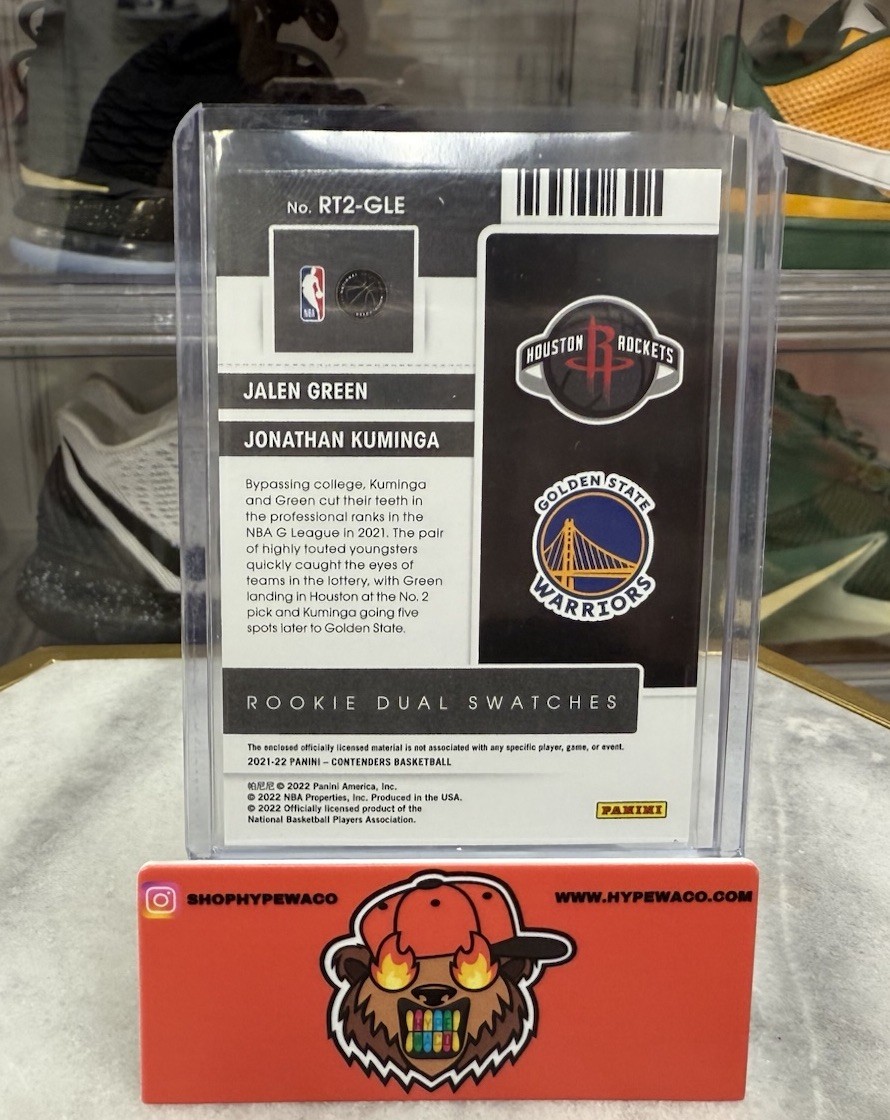 No. RT2-GLE
NBA
JALEN GREEN
JONATHAN KUMINGA
Bypassing college, Kuminga
and Green cut their teeth in
the professional ranks in the
NBA G League in 2021. The pair
of highly touted youngsters
quickly caught the eyes of
teams in the lottery, with Green
landing in Houston at the No. 2
pick and Kuminga going five
spots later to Golden State.
HOUSTON R ROCKETS
GOLDEN STATE
WARRIORS
ROOKIE DUAL SWATCHES
The enclosed officially licensed material is not associated with any specific player, game, or event.
2021-22 PANINI – CONTENDERS BASKETBALL
帕尼尼 © 2022 Panini America, Inc.
© 2022 NBA Properties, Inc. Produced in the USA.
© 2022 Officially licensed product of the
National Basketball Players Association.
PANINI
SHOPHYPEWACO
WWW.HYPEWACO.COM
HYPE
WACO